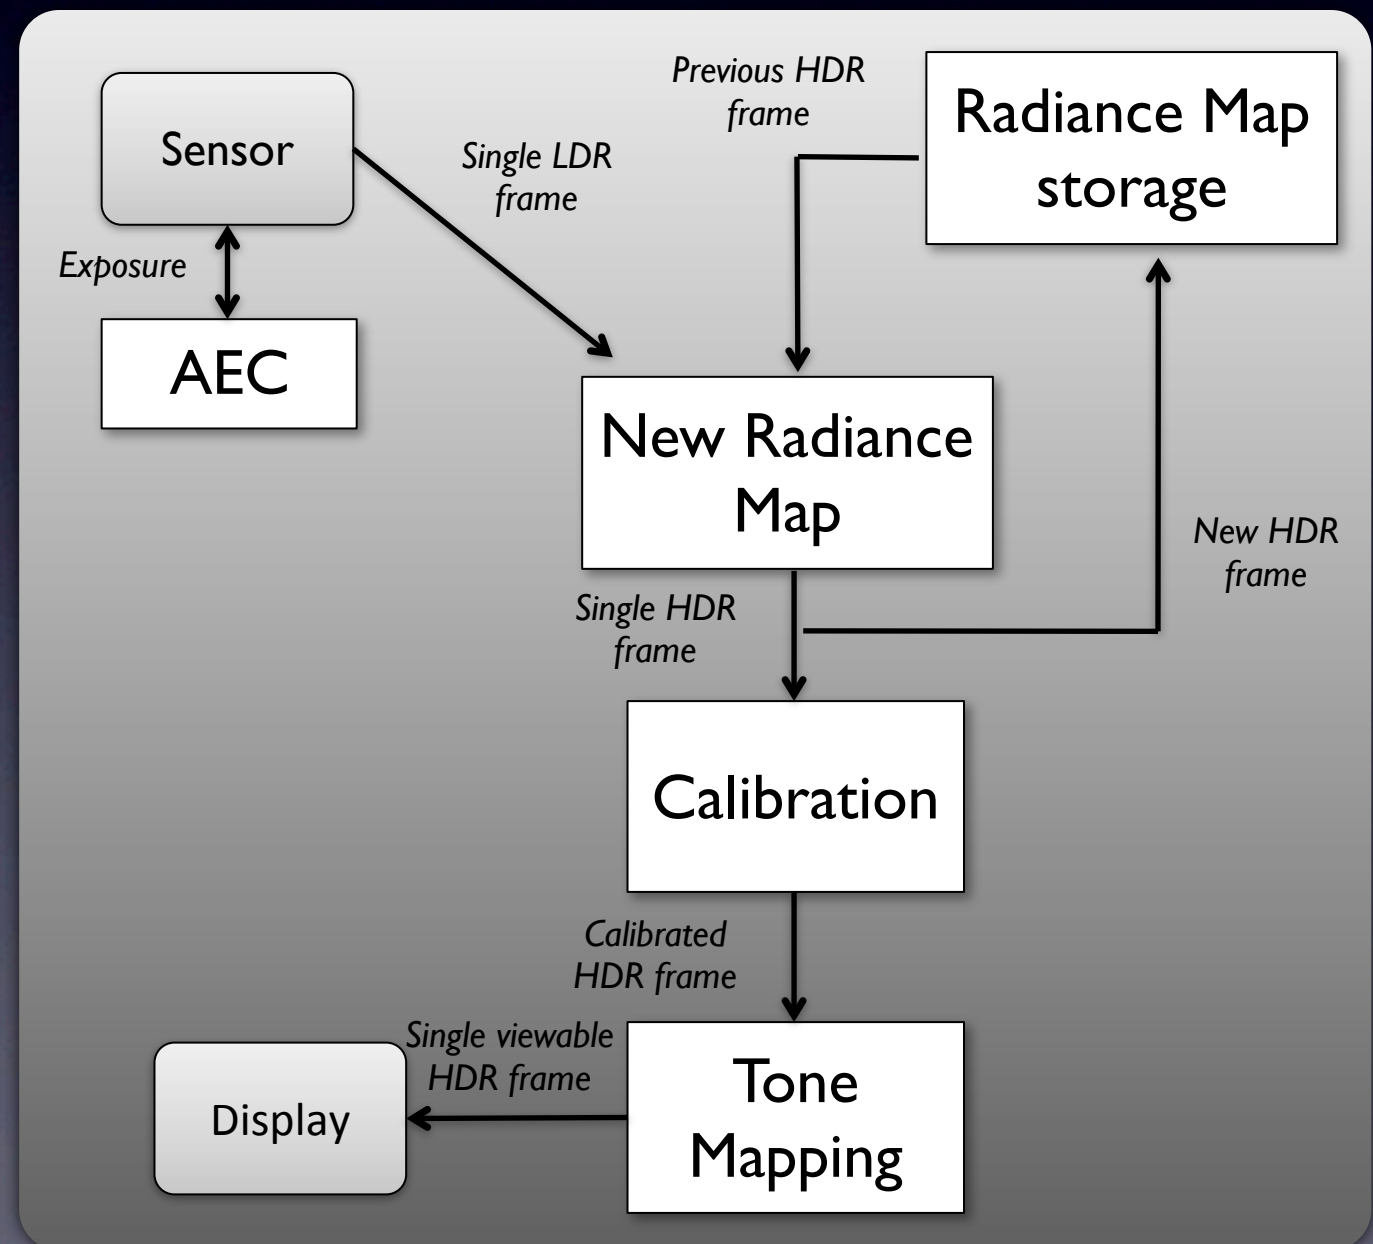 Sensor
Exposure
AEC
Single LDR
frame
Previous HDR
frame
Radiance Map
storage
New Radiance
Map
New HDR
frame
Single HDR
frame
Calibration
Calibrated
HDR frame
Tone
Mapping
Single viewable
HDR frame
Display